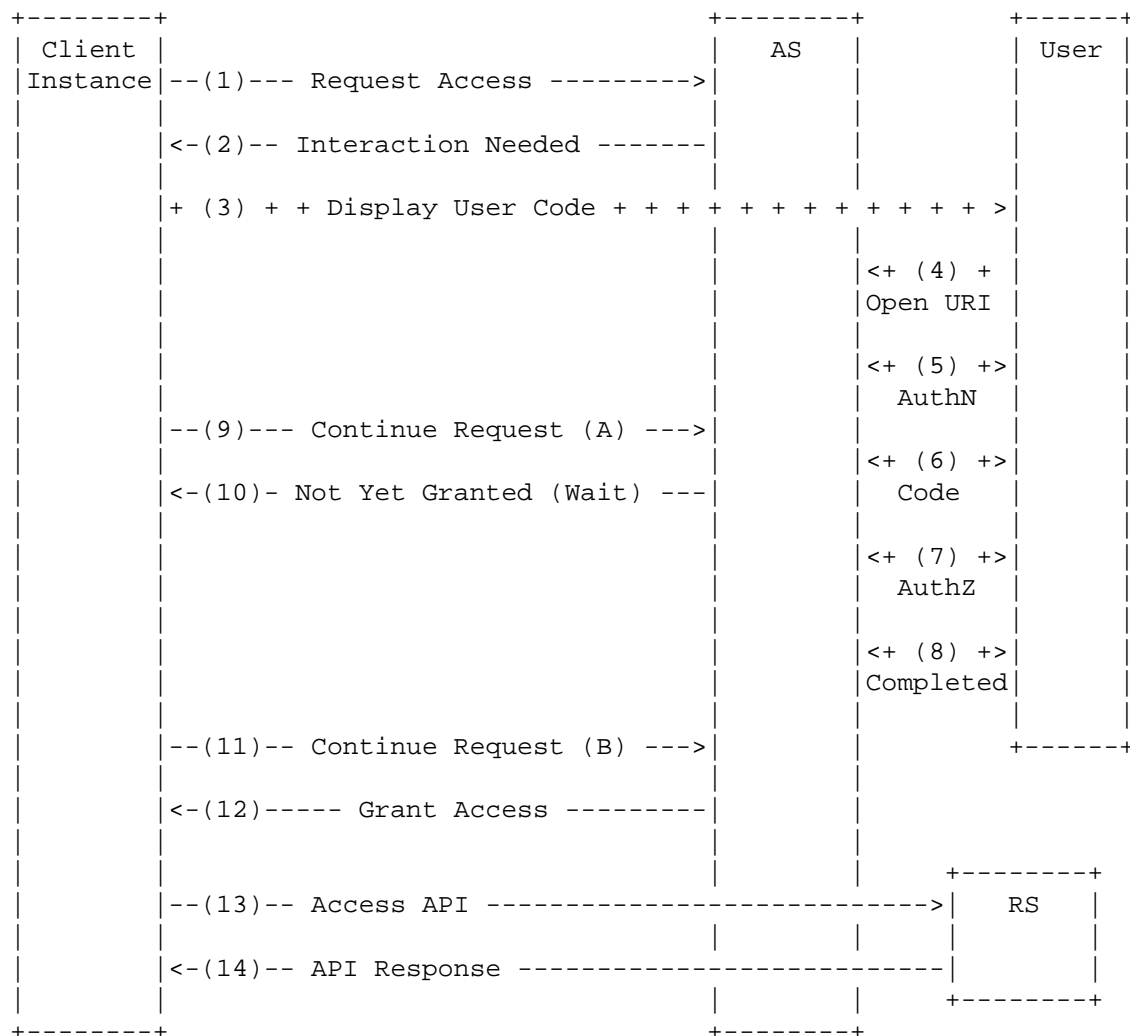 +--------+                                  +--------+         +------+
| Client |                                  |   AS   |         | User |
|Instance|--(1)--- Request Access --------->|        |         |      |
|        |                                  |        |         |      |
|        |<-(2)-- Interaction Needed -------|        |         |      |
|        |                                  |        |         |      |
|        |+ (3) + + Display User Code + + + + + + + + + + + + >|      |
|        |                                  |        |         |      |
|        |                                  |        |<+ (4) + |      |
|        |                                  |        |Open URI |      |
|        |                                  |        |         |      |
|        |                                  |        |<+ (5) +>|      |
|        |                                  |        |  AuthN  |      |
|        |--(9)--- Continue Request (A) --->|        |         |      |
|        |                                  |        |<+ (6) +>|      |
|        |<-(10)- Not Yet Granted (Wait) ---|        |  Code   |      |
|        |                                  |        |         |      |
|        |                                  |        |<+ (7) +>|      |
|        |                                  |        |  AuthZ  |      |
|        |                                  |        |         |      |
|        |                                  |        |<+ (8) +>|      |
|        |                                  |        |Completed|      |
|        |                                  |        |         |      |
|        |--(11)-- Continue Request (B) --->|        |         +------+
|        |                                  |        |
|        |<-(12)----- Grant Access ---------|        |
|        |                                  |        |
|        |                                  |        |     +--------+
|        |--(13)-- Access API ---------------------------->|   RS   |
|        |                                  |        |     |        |
|        |<-(14)-- API Response ---------------------------|        |
|        |                                  |        |     +--------+
+--------+                                  +--------+